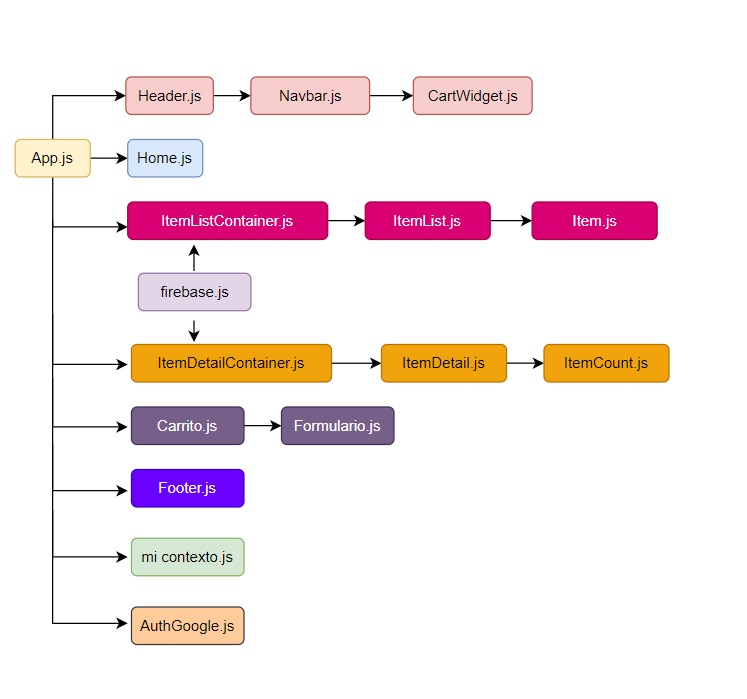 Header.js
Navbar.js
CartWidget.js
App.js
Home.js
ItemListContainer.js
ItemList.js
Item.js
firebase.js
ItemDetailContainer.js
ItemDetail.js
ItemCount.js
Carrito.js
Formulario.js
Footer.js
mi contexto.js
AuthGoogle.js